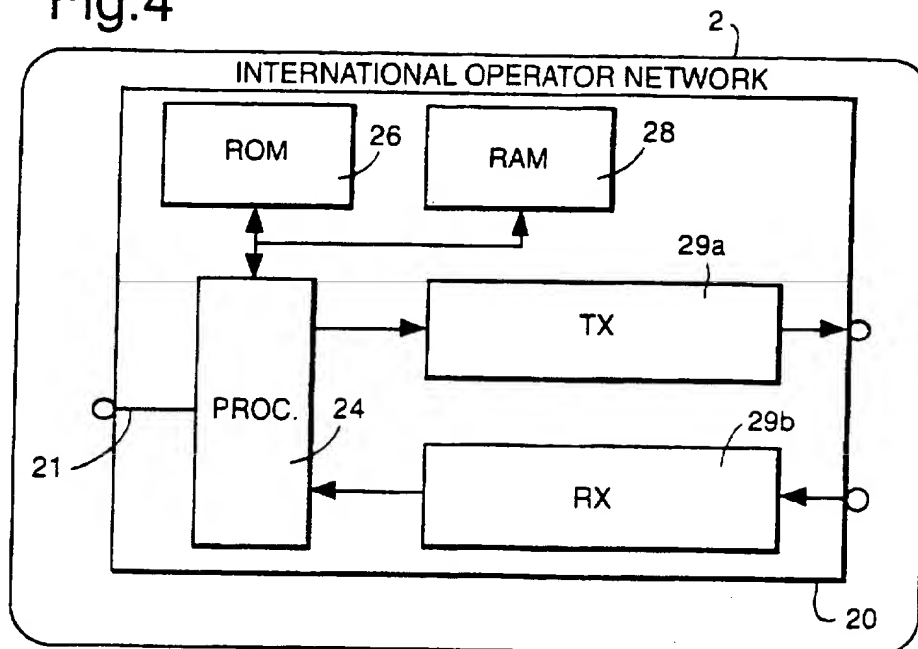 Fig.4
2
INTERNATIONAL OPERATOR NETWORK
ROM
26
RAM
28
29a
TX
PROC.
24
21
29b
RX
20